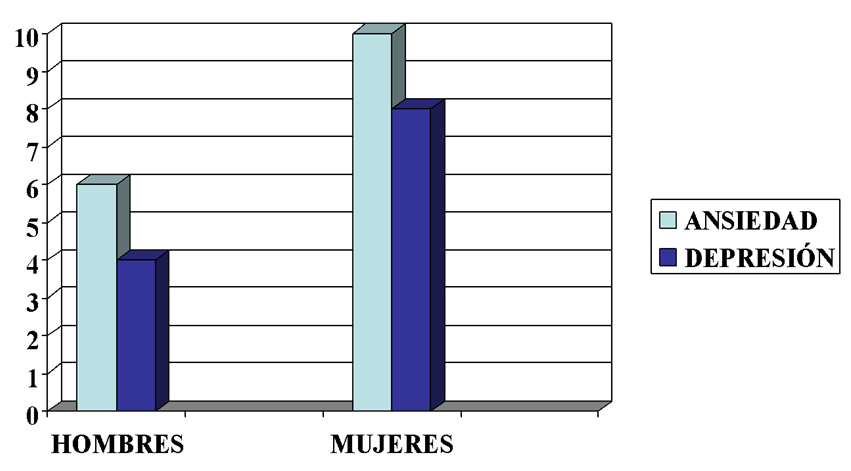 10
9
8
7
6
5
4
3
2
1
0
HOMBRES
MUJERES
ANSIEDAD
DEPRESIÓN